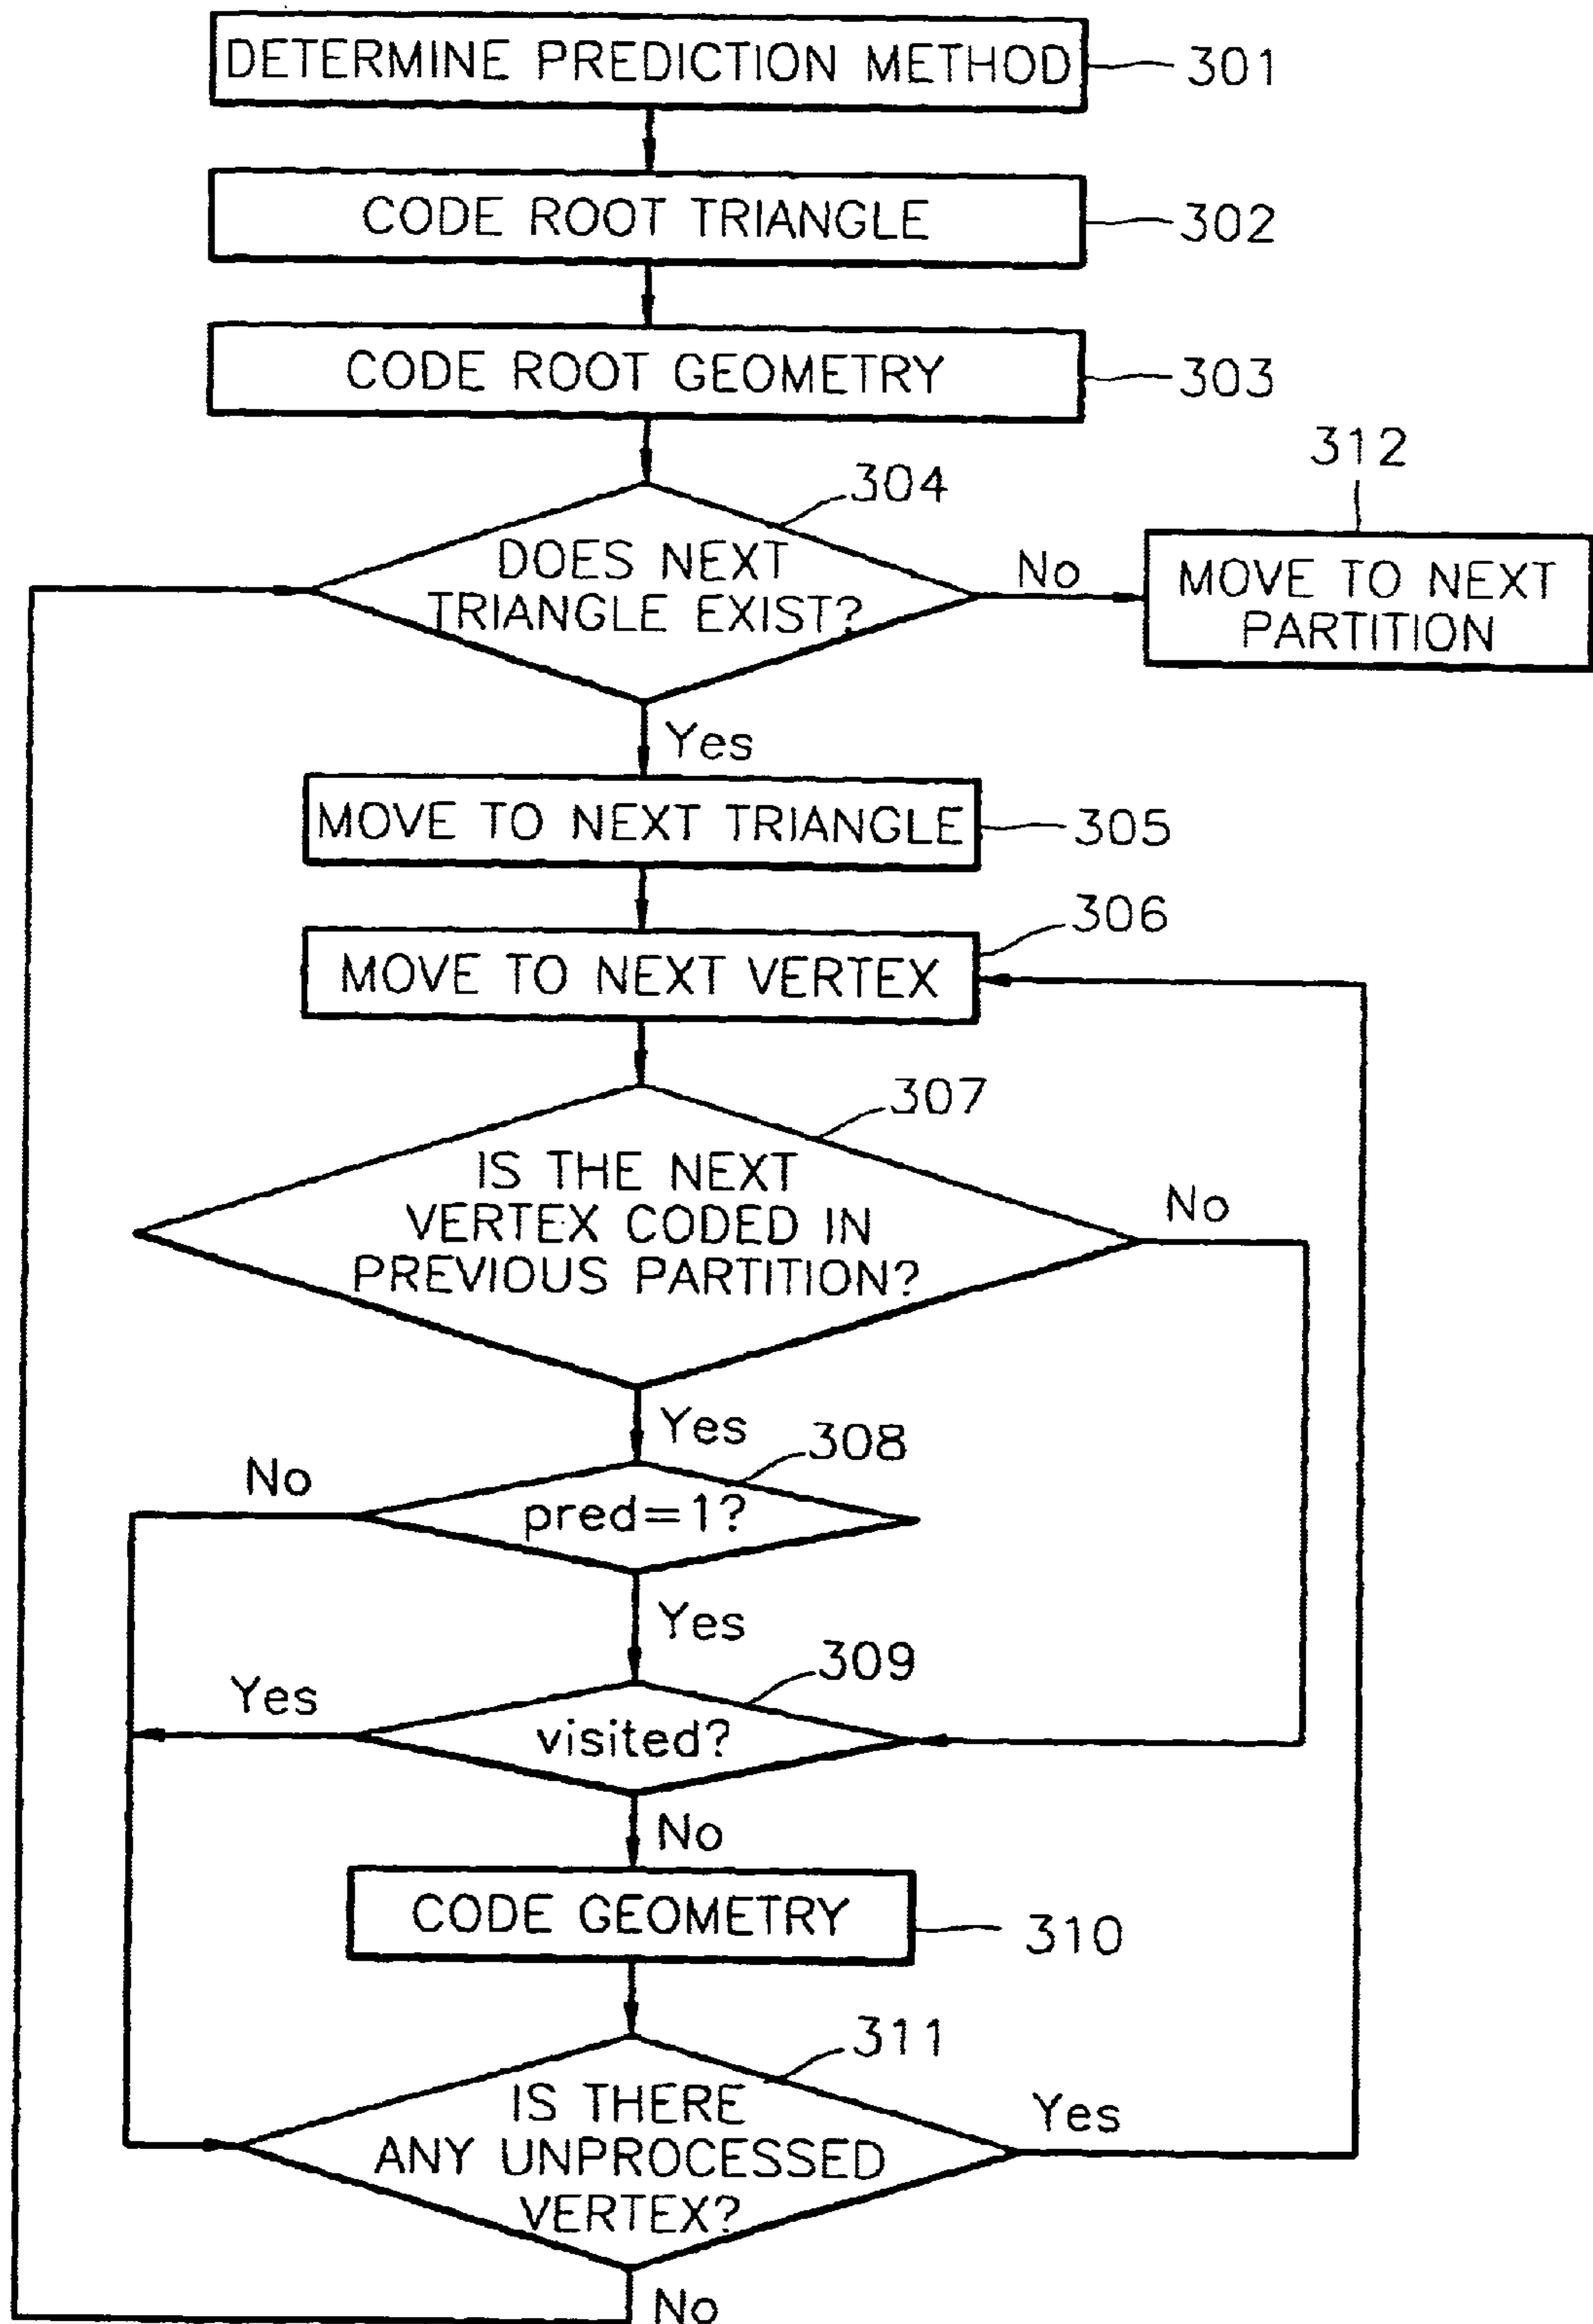 DETERMINE PREDICTION METHOD
301
CODE ROOT TRIANGLE
302
CODE ROOT GEOMETRY
303
312
304
DOES NEXT
TRIANGLE EXIST?
No
MOVE TO NEXT
PARTITION
Yes
MOVE TO NEXT TRIANGLE
305
306
MOVE TO NEXT VERTEX
307
IS THE NEXT
VERTEX CODED IN
PREVIOUS PARTITION?
No
Yes
308
No
pred=1?
Yes
309
Yes
visited?
No
CODE GEOMETRY
310
311
IS THERE
ANY UNPROCESSED
VERTEX?
Yes
No